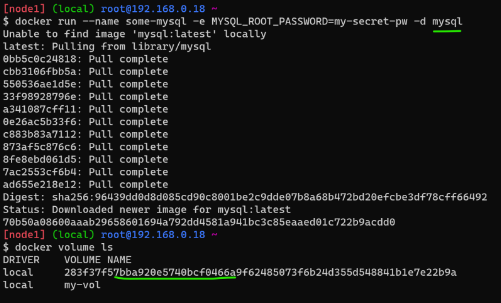 [node1] (local) root@192.168.0.18 ~
$ docker run --name some-mysql -e MYSQL_ROOT_PASSWORD=my-secret-pw -d mysql
Unable to find image 'mysql:latest' locally
latest: Pulling from library/mysql
0bb5c0c24818: Pull complete
cbb3106fbb5a: Pull complete
550536ae1d5e: Pull complete
33f98928796e: Pull complete
a341087cff11: Pull complete
0e26ac5b33f6: Pull complete
c883b83a7112: Pull complete
873af5c876c6: Pull complete
8fe8ebd061d5: Pull complete
7ac2553cf6b4: Pull complete
ad655e218e12: Pull complete
Digest: sha256:96439dd0d8d085cd90c8001be2c9dde07b8a68b472bd20efcbe3df78cff66492
Status: Downloaded newer image for mysql:latest
70b50a08600aaab29658601694a792dd4581a941bc3c85eaaed01c722b9acdd0
[node1] (local) root@192.168.0.18 ~
$ docker volume ls
DRIVER VOLUME NAME
local 283f37f57bba920e5740bcf0466a9f62485073f6b24d355d548841b1e7e22b9a
local my-vol